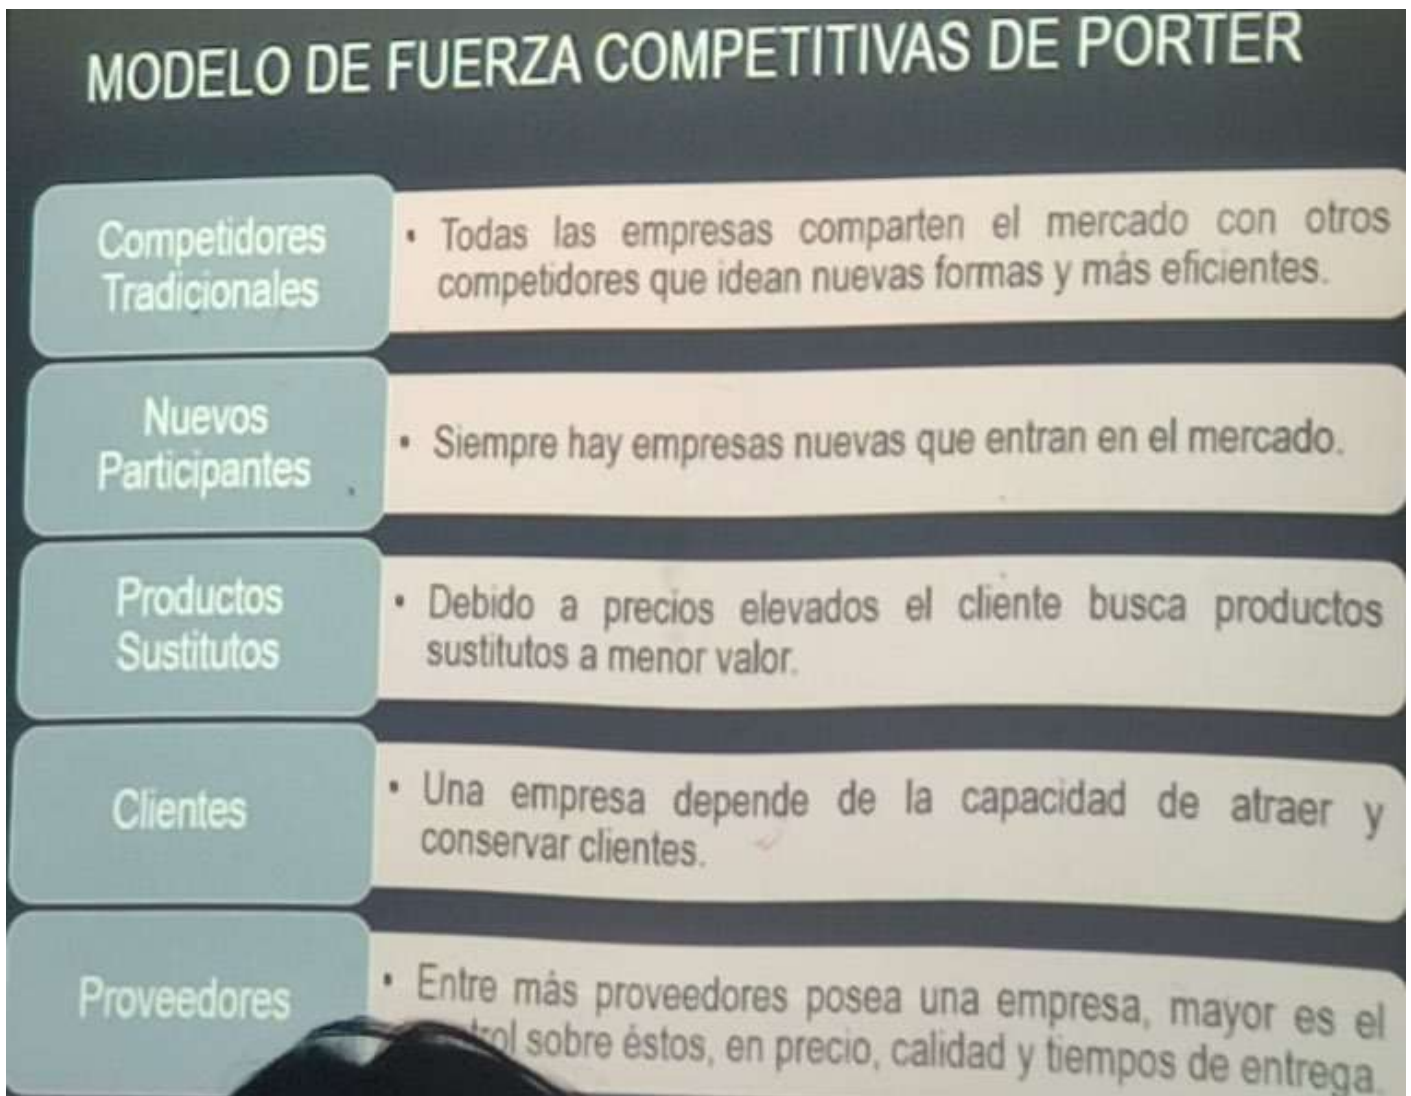 MODELO DE FUERZA COMPETITIVAS DE PORTER
Competidores
Tradicionales
• Todas las empresas comparten el mercado con otros
competidores que idean nuevas formas y más eficientes.
Nuevos
Participantes
• Siempre hay empresas nuevas que entran en el mercado.
Productos
Sustitutos
• Debido a precios elevados el cliente busca productos
sustitutos a menor valor.
Clientes
• Una empresa depende de la capacidad de atraer y
conservar clientes.
Proveedores
• Entre más proveedores posea una empresa, mayor es el
sobre éstos, en precio, calidad y tiempos de entrega.